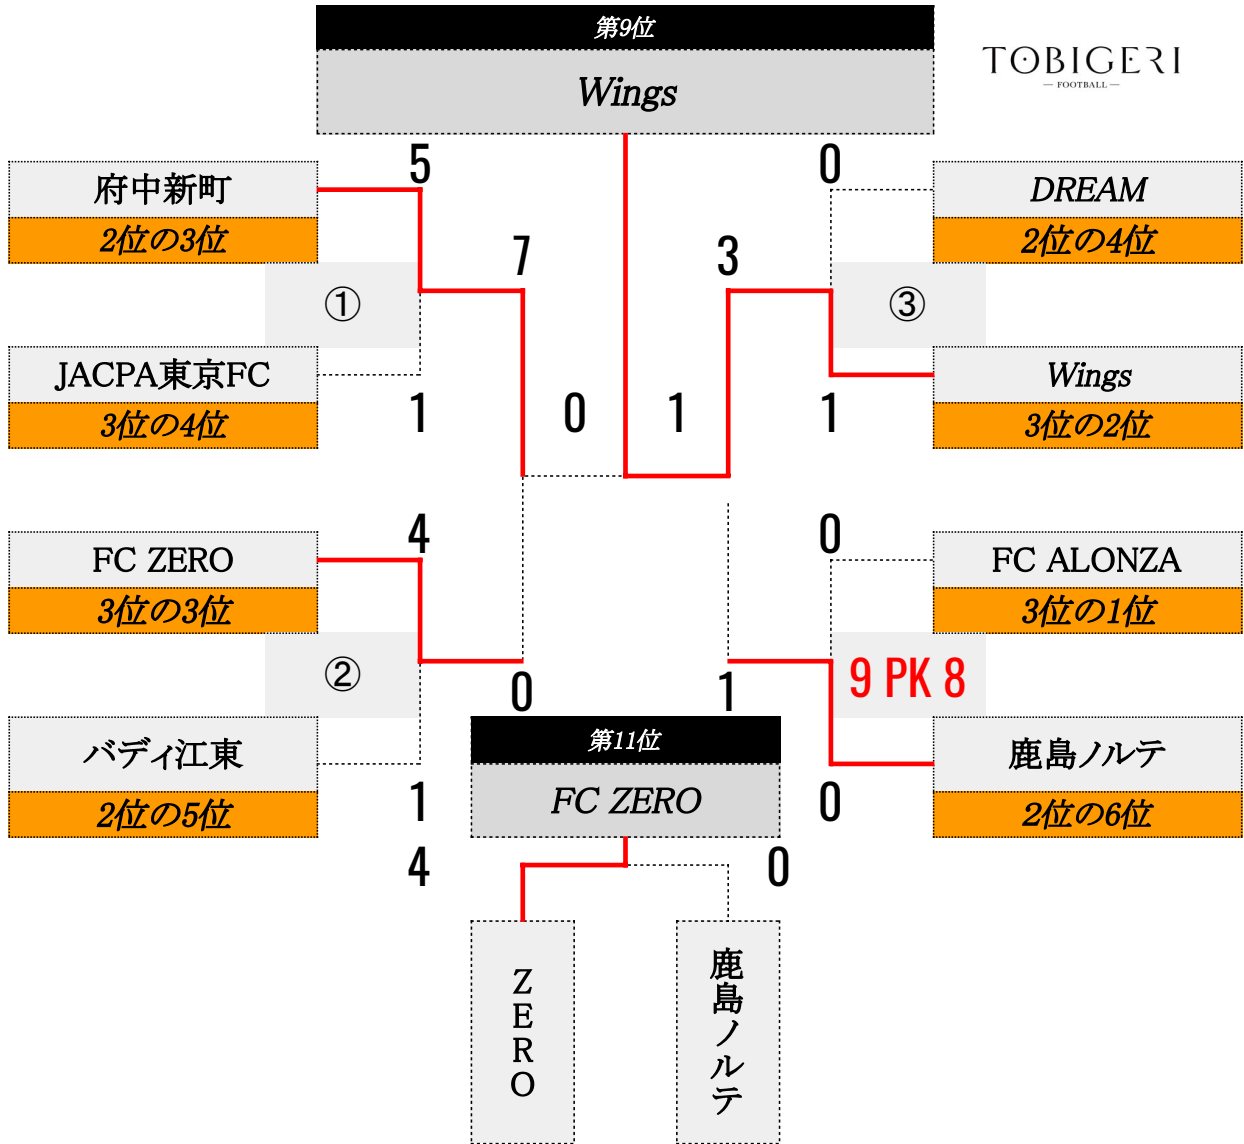 第9位
Wings
TOBIGERI
— FOOTBALL —
5
0
府中新町
2位の3位
DREAM
2位の4位
7
3
①
③
JACPA東京FC
3位の4位
Wings
3位の2位
1
0
1
1
4
0
FC ZERO
3位の3位
FC ALONZA
3位の1位
②
9 PK 8
0
1
バディ江東
2位の5位
第11位
FC ZERO
鹿島ノルテ
2位の6位
1
0
4
0
ZERO
鹿島ノルテ